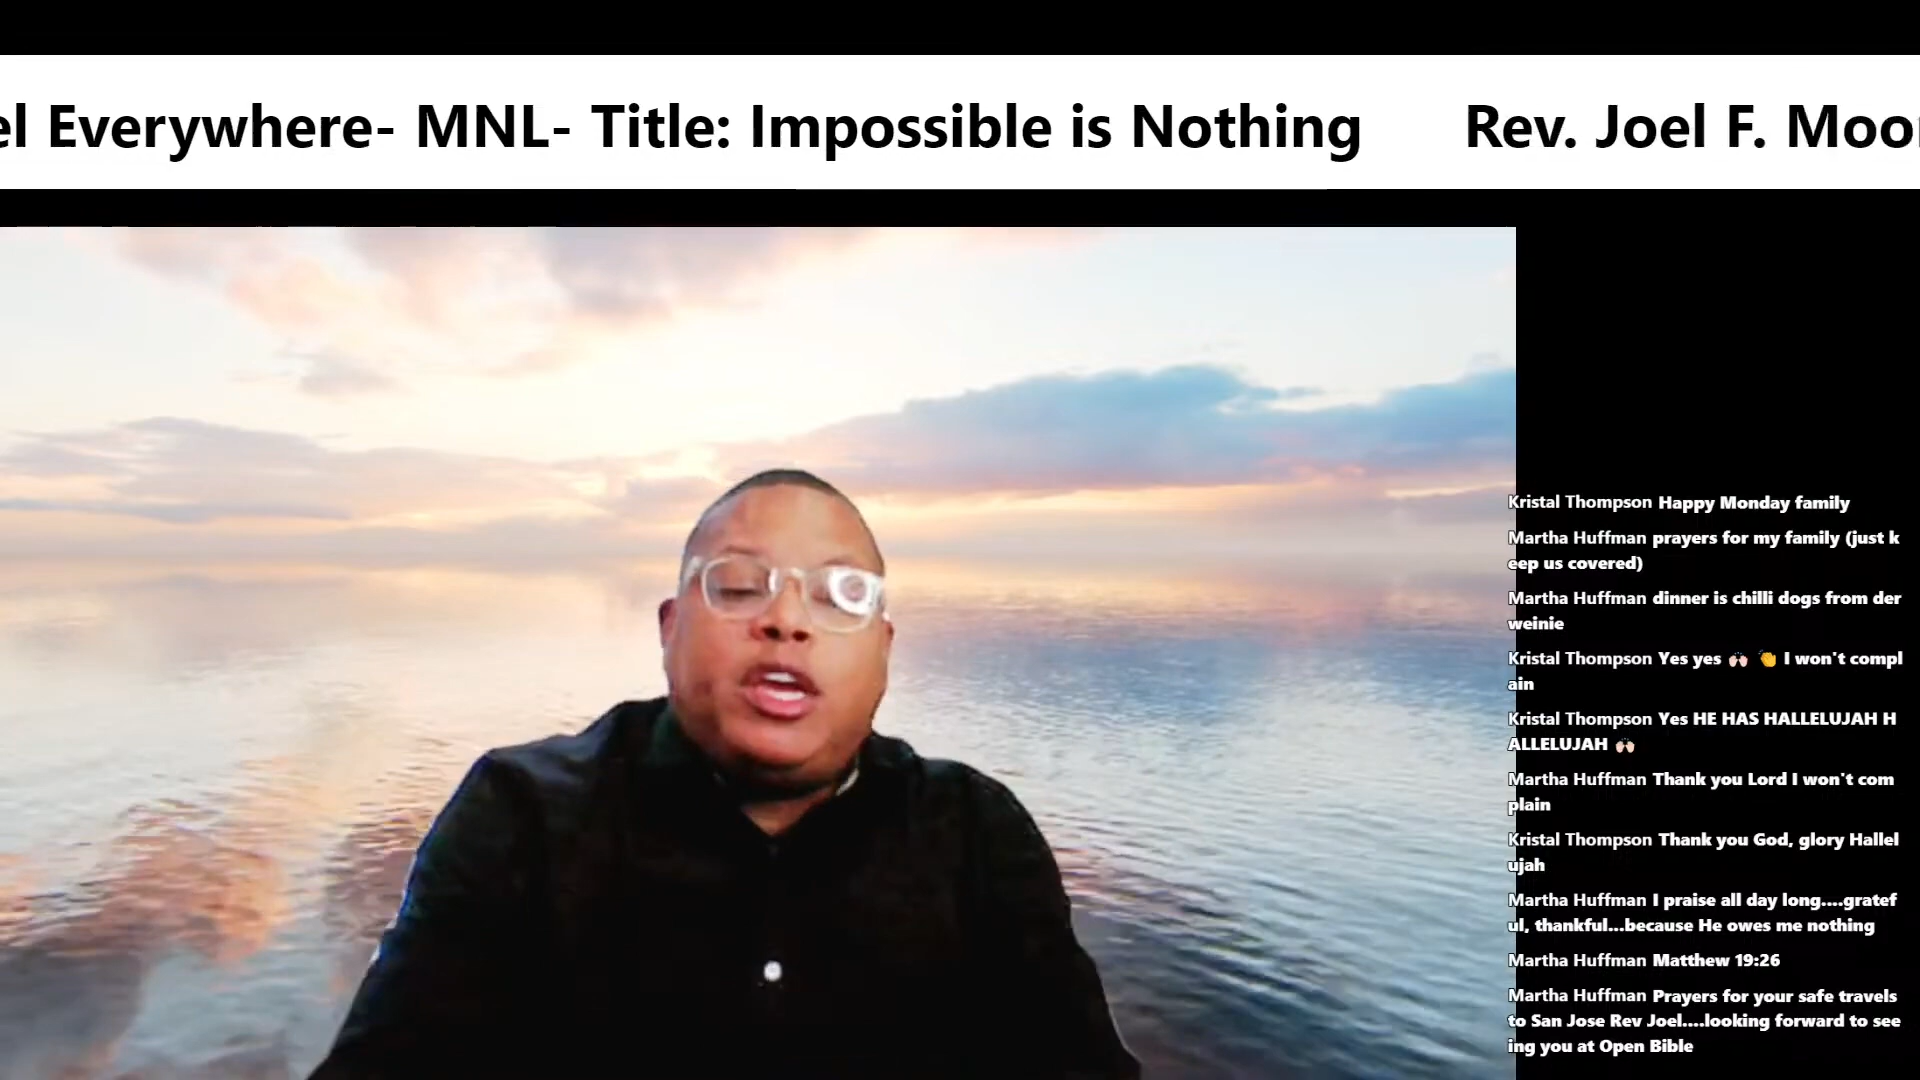 el Everywhere- MNL- Title: Impossible is Nothing Rev. Joel F. Moor
Kristal Thompson Happy Monday family
Martha Huffman prayers for my family (just k
eep us covered)
Martha Huffman dinner is chilli dogs from der
weinie
Kristal Thompson Yes yes 🙌🏻 👏 I won't compl
ain
Kristal Thompson Yes HE HAS HALLELUJAH H
ALLELUJAH 🙌🏻
Martha Huffman Thank you Lord I won't com
plain
Kristal Thompson Thank you God, glory Hallel
ujah
Martha Huffman I praise all day long....gratef
ul, thankful...because He owes me nothing
Martha Huffman Matthew 19:26
Martha Huffman Prayers for your safe travels
to San Jose Rev Joel....looking forward to see
ing you at Open Bible